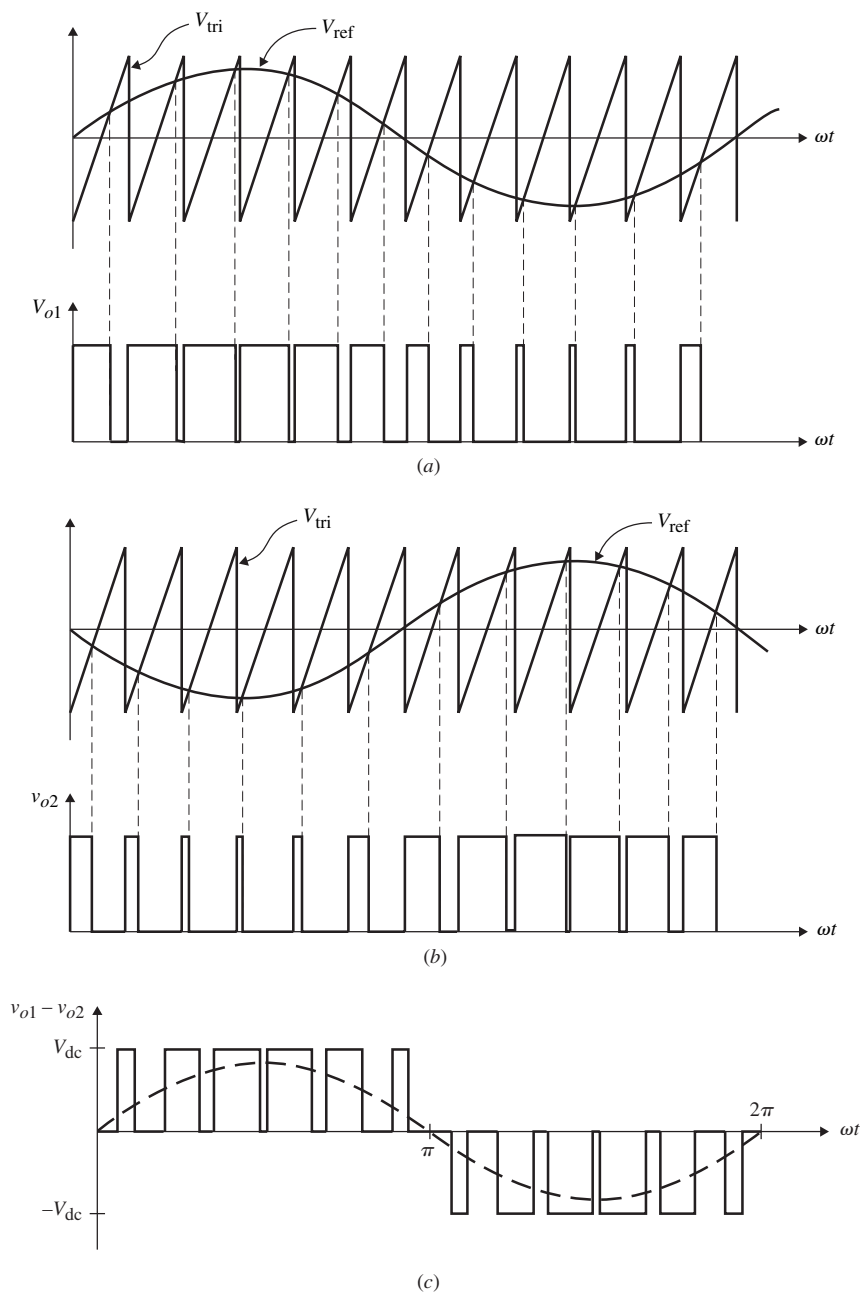 V_tri
V_ref
ωt
V_o1
ωt
(a)
V_tri
V_ref
ωt
v_o2
ωt
(b)
v_o1 – v_o2
V_dc
2π
ωt
π
–V_dc
(c)